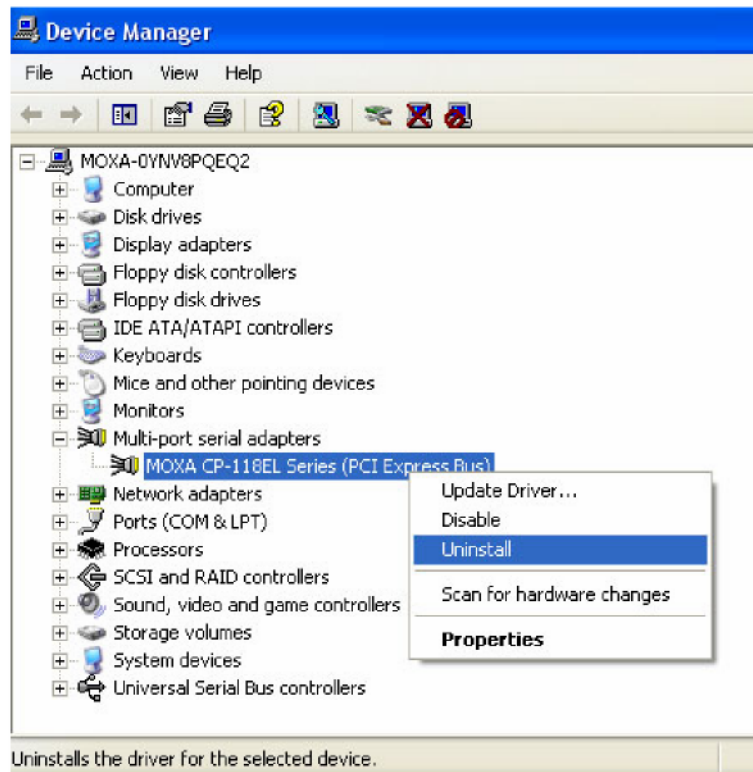 Device Manager
File Action View Help
MOXA-0YNV8PQEQ2
Computer
Disk drives
Display adapters
Floppy disk controllers
Floppy disk drives
IDE ATA/ATAPI controllers
Keyboards
Mice and other pointing devices
Monitors
Multi-port serial adapters
MOXA CP-118EL Series (PCI Express Bus)
Network adapters
Ports (COM & LPT)
Processors
SCSI and RAID controllers
Sound, video and game controllers
Storage volumes
System devices
Universal Serial Bus controllers
Update Driver...
Disable
Uninstall
Scan for hardware changes
Properties
Uninstalls the driver for the selected device.